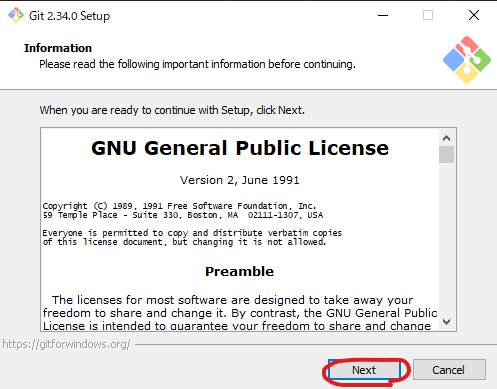 Git 2.34.0 Setup
Information
Please read the following important information before continuing.
When you are ready to continue with Setup, click Next.
GNU General Public License
Version 2, June 1991
Copyright (C) 1989, 1991 Free Software Foundation, Inc.
59 Temple Place - Suite 330, Boston, MA  02111-1307, USA
Everyone is permitted to copy and distribute verbatim copies
of this license document, but changing it is not allowed.
Preamble
The licenses for most software are designed to take away your
freedom to share and change it. By contrast, the GNU General Public
License is intended to guarantee your freedom to share and change
https://gitforwindows.org/
Next
Cancel